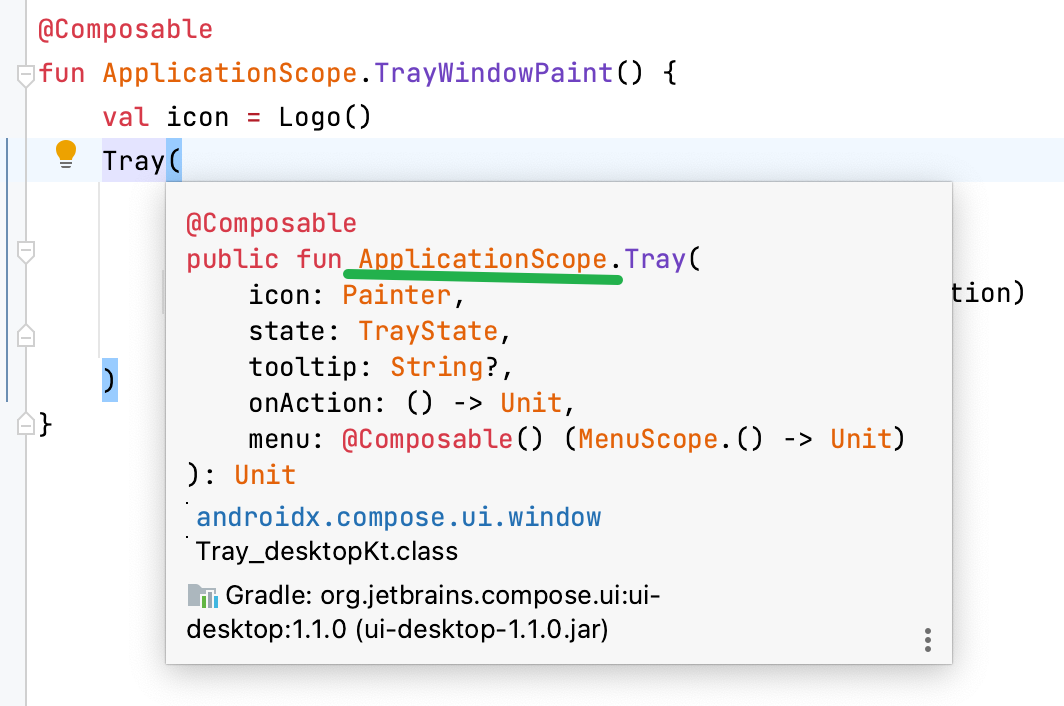 @Composable
fun ApplicationScope.TrayWindowPaint() {
val icon = Logo()
Tray(
@Composable
public fun ApplicationScope.Tray(
icon: Painter,
tion)
state: TrayState,
tooltip: String?,
)
onAction: () -> Unit,
}
menu: @Composable() (MenuScope.() -> Unit)
): Unit
androidx.compose.ui.window
Tray_desktopKt.class
Gradle: org.jetbrains.compose.ui:ui-
desktop:1.1.0 (ui-desktop-1.1.0.jar)